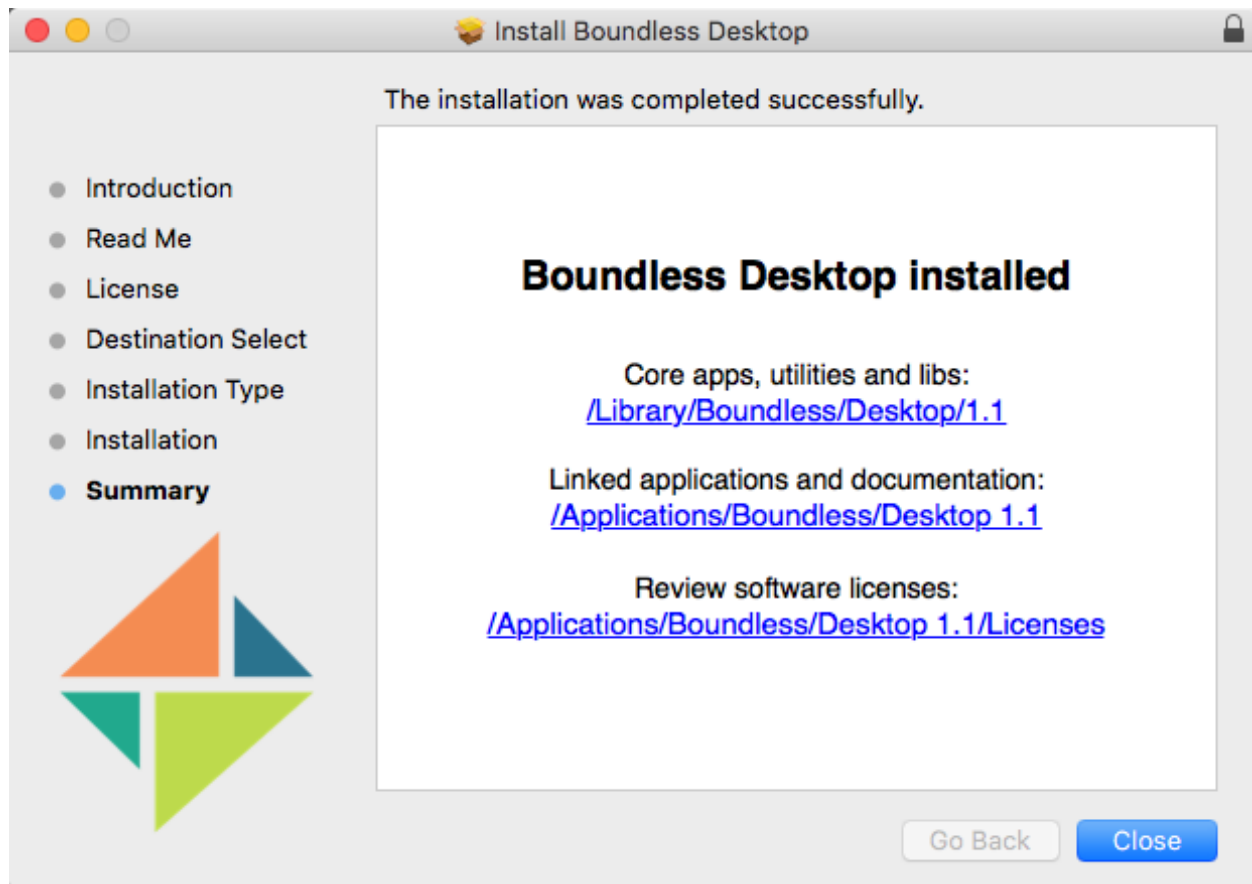 Install Boundless Desktop
The installation was completed successfully.
Introduction
Read Me
License
Destination Select
Installation Type
Installation
Summary
Boundless Desktop installed
Core apps, utilities and libs:
/Library/Boundless/Desktop/1.1
Linked applications and documentation:
/Applications/Boundless/Desktop 1.1
Review software licenses:
/Applications/Boundless/Desktop 1.1/Licenses
Go Back
Close